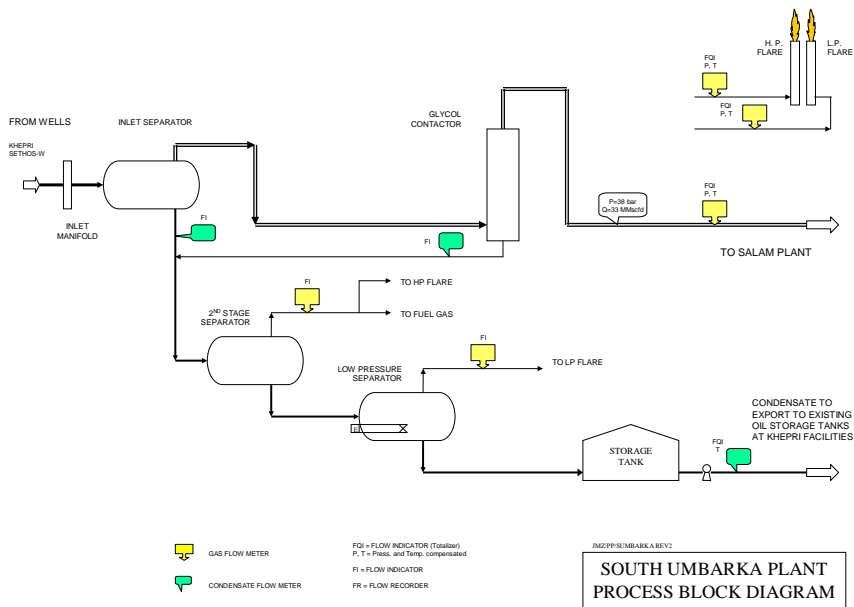 H. P.
FLARE
L.P.
FLARE
FQI
P, T
FQI
P, T
FROM WELLS
INLET SEPARATOR
GLYCOL
CONTACTOR
KHEPRI
SETHOS-W
INLET
MANIFOLD
FI
FI
P=38 bar
Q=33 MMscfd
FQI
P, T
TO SALAM PLANT
FI
TO HP FLARE
2ND STAGE
SEPARATOR
TO FUEL GAS
FI
LOW PRESSURE
SEPARATOR
TO LP FLARE
STORAGE
TANK
FQI
T
CONDENSATE TO
EXPORT TO EXISTING
OIL STORAGE TANKS
AT KHEPRI FACILITIES
GAS FLOW METER
CONDENSATE FLOW METER
FQI = FLOW INDICATOR (Totalizer)
P, T = Press. and Temp. compensated
FI = FLOW INDICATOR
FR = FLOW RECORDER
JMZ/PP/SUMBARKA REV2
SOUTH UMBARKA PLANT
PROCESS BLOCK DIAGRAM